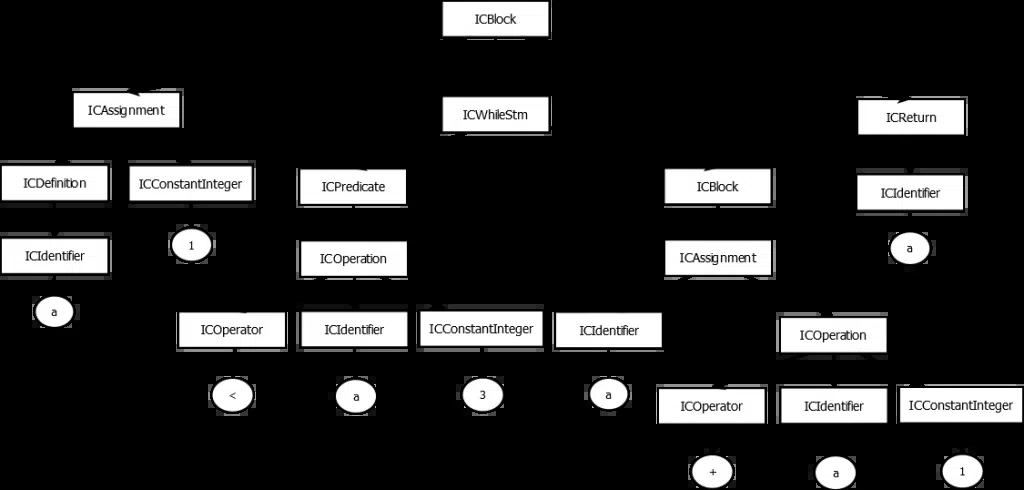 ICBlock
ICAssignment
ICWhileStm
ICReturn
ICDefinition
ICConstantInteger
ICPredicate
ICBlock
ICIdentifier
ICIdentifier
1
ICOperation
ICAssignment
a
a
ICOperator
ICIdentifier
ICConstantInteger
ICIdentifier
ICOperation
<
a
3
a
ICOperator
ICIdentifier
ICConstantInteger
+
a
1